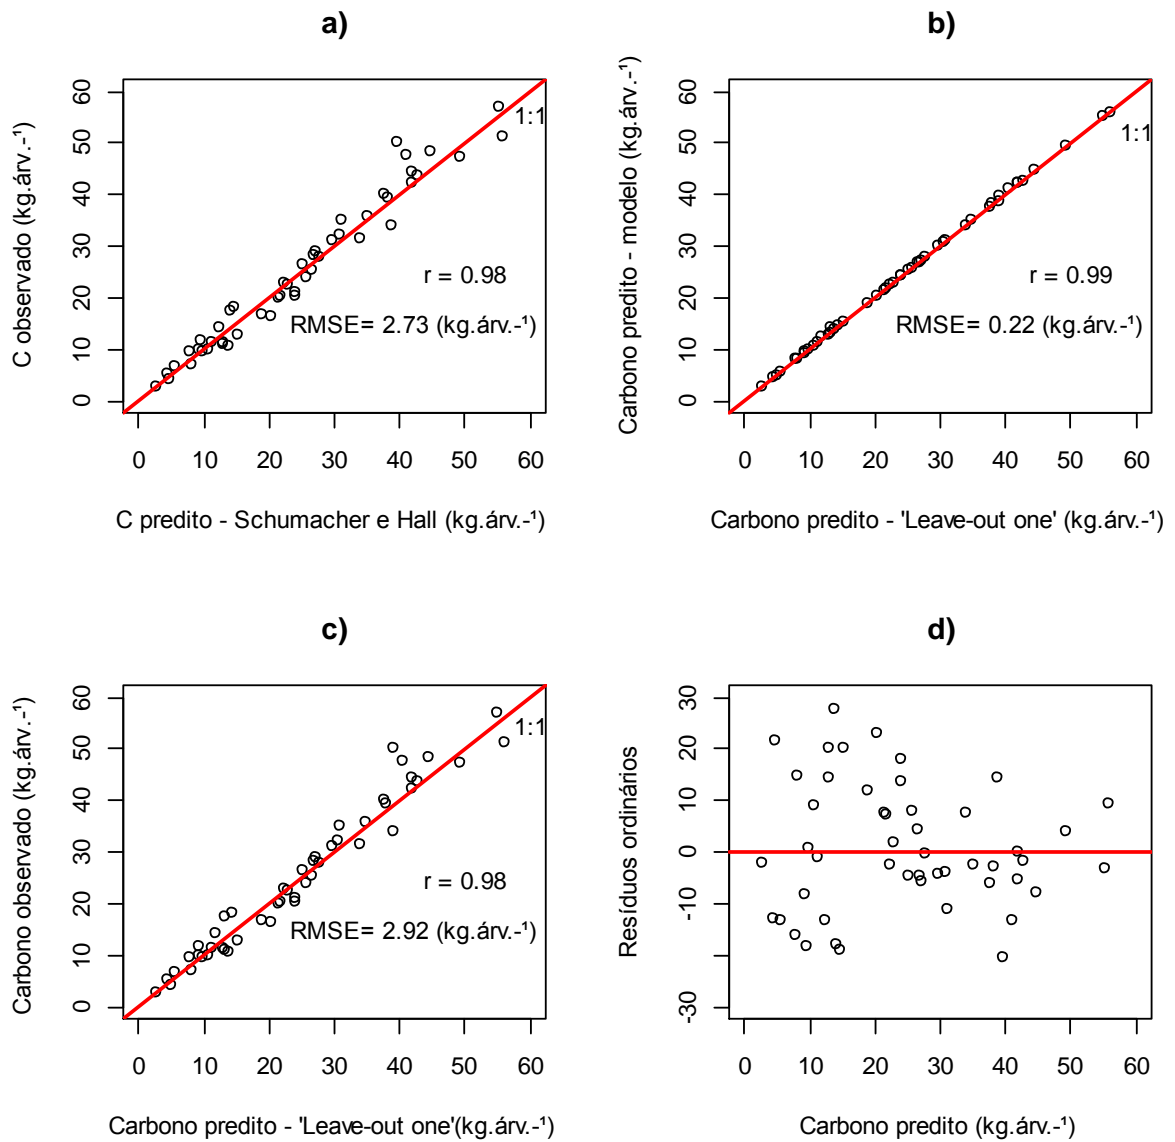 a)
C observado (kg.árv.-¹)
0 10 20 30 40 50 60
1:1
r = 0.98
RMSE= 2.73 (kg.árv.-¹)
0 10 20 30 40 50 60
C predito - Schumacher e Hall (kg.árv.-¹)
b)
Carbono predito - modelo (kg.árv.-¹)
0 10 20 30 40 50 60
1:1
r = 0.99
RMSE= 0.22 (kg.árv.-¹)
0 10 20 30 40 50 60
Carbono predito - 'Leave-out one' (kg.árv.-¹)
c)
Carbono observado (kg.árv.-¹)
0 10 20 30 40 50 60
1:1
r = 0.98
RMSE= 2.92 (kg.árv.-¹)
0 10 20 30 40 50 60
Carbono predito - 'Leave-out one'(kg.árv.-¹)
d)
Resíduos ordinários
-30 -10 0 10 20 30
0 10 20 30 40 50 60
Carbono predito (kg.árv.-¹)